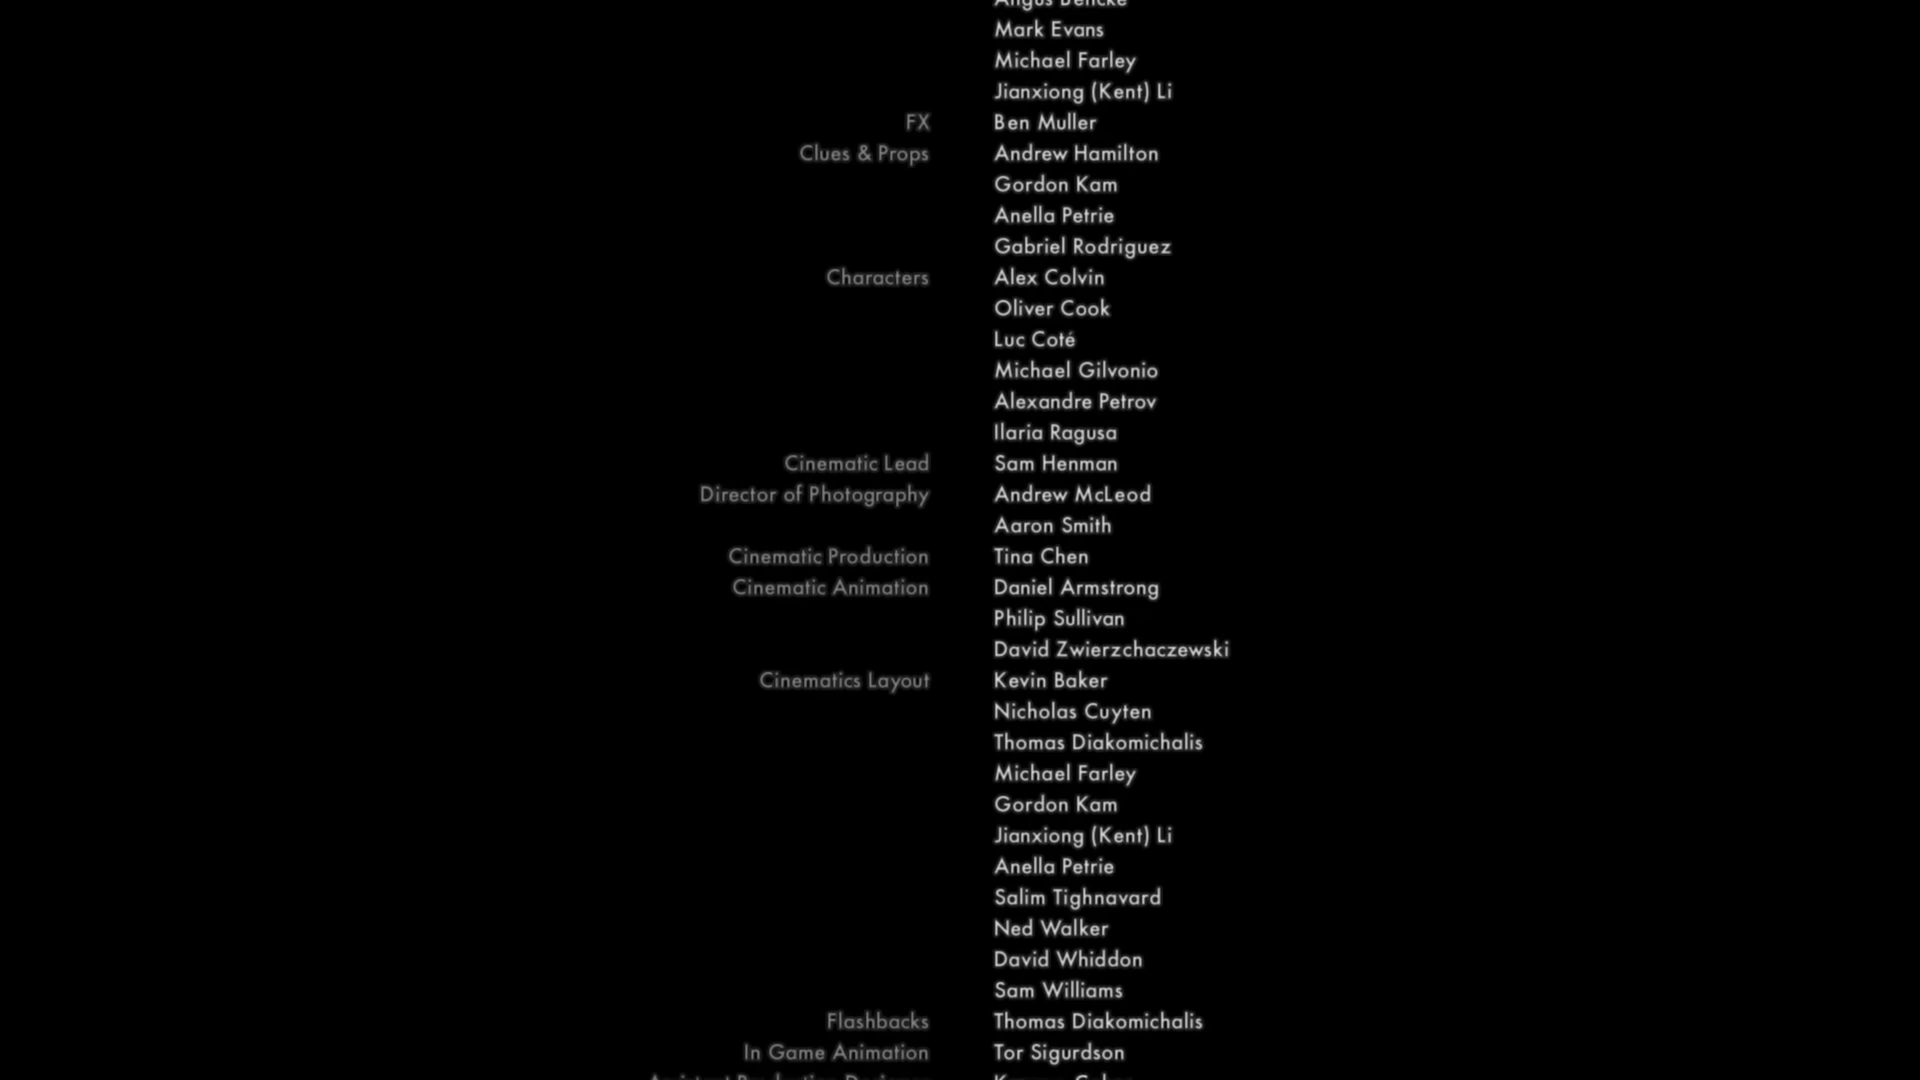 Mark Evans
Michael Farley
Jianxiong (Kent) Li
FX Ben Muller
Clues & Props Andrew Hamilton
Gordon Kam
Anella Petrie
Gabriel Rodriguez
Characters Alex Colvin
Oliver Cook
Luc Coté
Michael Gilvonio
Alexandre Petrov
Ilaria Ragusa
Cinematic Lead Sam Henman
Director of Photography Andrew McLeod
Aaron Smith
Cinematic Production Tina Chen
Cinematic Animation Daniel Armstrong
Philip Sullivan
David Zwierzchaczewski
Cinematics Layout Kevin Baker
Nicholas Cuyten
Thomas Diakomichalis
Michael Farley
Gordon Kam
Jianxiong (Kent) Li
Anella Petrie
Salim Tighnavard
Ned Walker
David Whiddon
Sam Williams
Flashbacks Thomas Diakomichalis
In Game Animation Tor Sigurdson